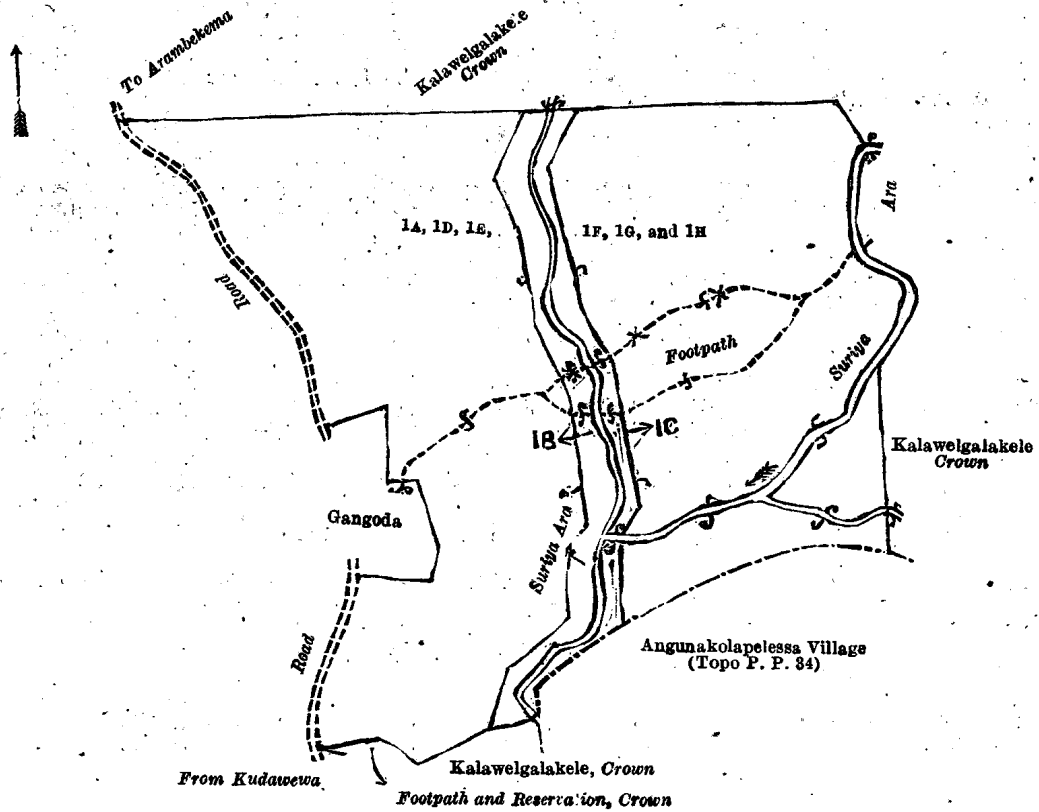 To Arambekema
Kalawelgalakele
Crown
Ara
1A, 1D, 1E,
1F, 1G, and 1H
Road
Footpath
Suriya
1B
1C
Kalawelgalakele
Crown
Gangoda
Suriya Ara
Road
Angunakolapelessa Village
(Topo P. P. 34)
Kalawelgalakele, Crown
From Kudawewa
Footpath and Reservation, Crown